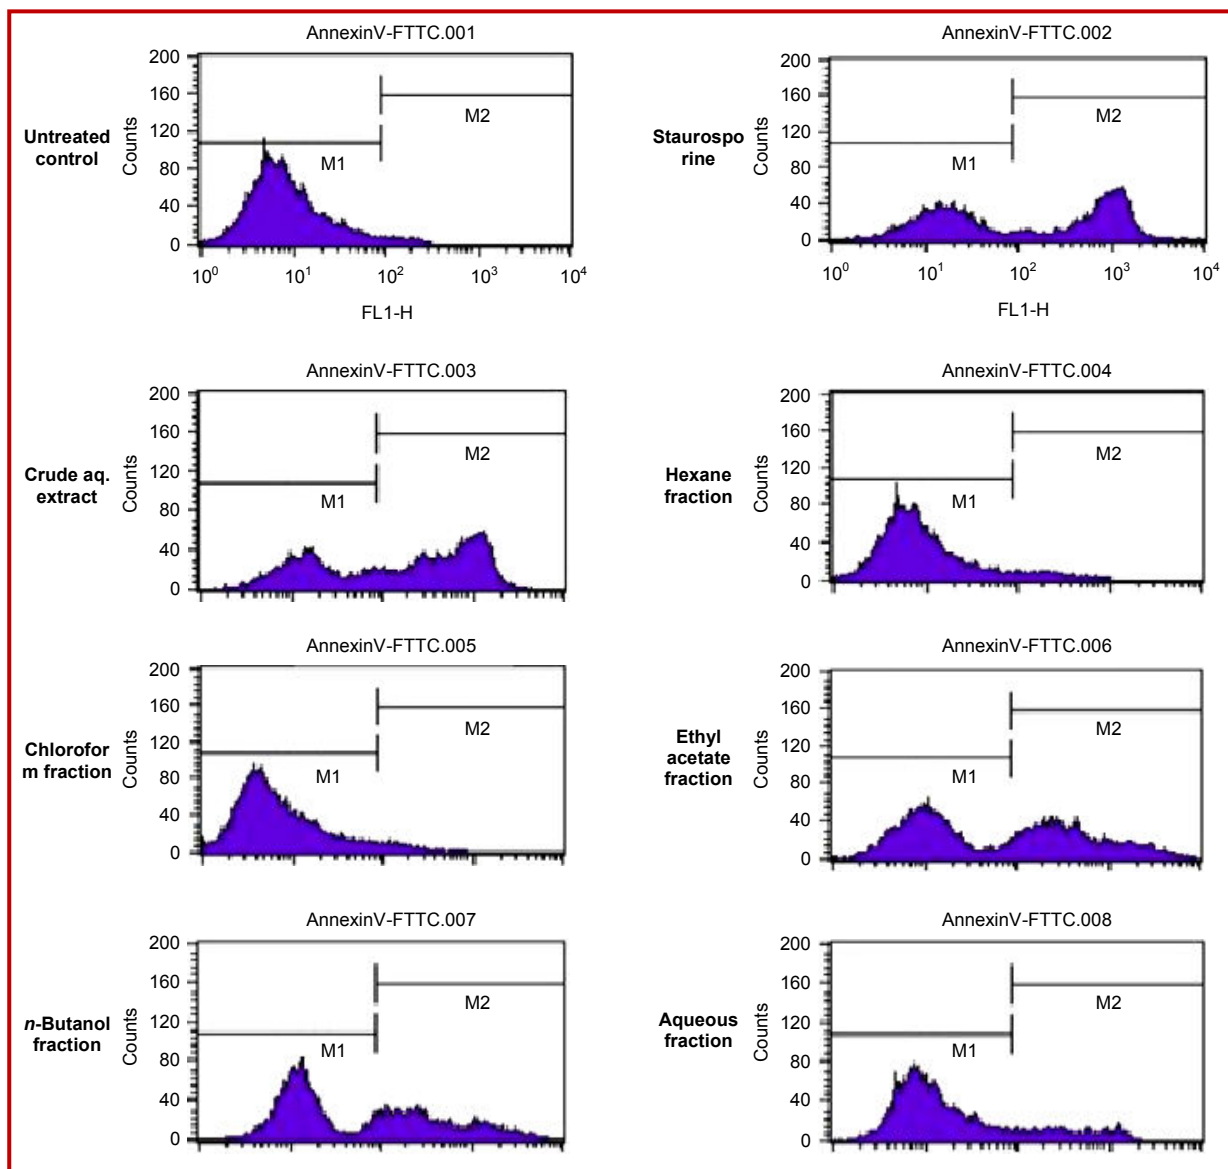 AnnexinV-FTTC.001
200
160
120
80
40
0
Counts
Untreated
control
M2
M1
10⁰ 10¹ 10² 10³ 10⁴
FL1-H
AnnexinV-FTTC.002
200
160
120
80
40
0
Counts
Staurospo
rine
M2
M1
10⁰ 10¹ 10² 10³ 10⁴
FL1-H
AnnexinV-FTTC.003
200
160
120
80
40
0
Counts
Crude aq.
extract
M2
M1
AnnexinV-FTTC.004
200
160
120
80
40
0
Counts
Hexane
fraction
M2
M1
AnnexinV-FTTC.005
200
160
120
80
40
0
Counts
Chlorofor
m fraction
M2
M1
AnnexinV-FTTC.006
200
160
120
80
40
0
Counts
Ethyl
acetate
fraction
M2
M1
AnnexinV-FTTC.007
200
160
120
80
40
0
Counts
n-Butanol
fraction
M2
M1
AnnexinV-FTTC.008
200
160
120
80
40
0
Counts
Aqueous
fraction
M2
M1